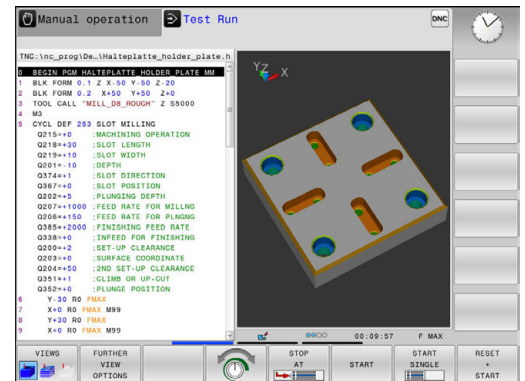 Manual operation
Test Run
DNC
TNC:\nc_prog\De…\Halteplatte_holder_plate.h
0 BEGIN PGM HALTEPLATTE_HOLDER_PLATE MM
1 BLK FORM 0.1 Z X-50 Y-50 Z-20
2 BLK FORM 0.2 X+50 Y+50 Z+0
3 TOOL CALL "MILL_D8_ROUGH" Z S5000
4 M3
5 CYCL DEF 253 SLOT MILLING
Q215=+0 ;MACHINING OPERATION
Q218=+30 ;SLOT LENGTH
Q219=+10 ;SLOT WIDTH
Q201=-10 ;DEPTH
Q374=+1 ;SLOT DIRECTION
Q367=+0 ;SLOT POSITION
Q202=+5 ;PLUNGING DEPTH
Q207=+1000 ;FEED RATE FOR MILLNG
Q206=+150 ;FEED RATE FOR PLNGNG
Q385=+2000 ;FINISHING FEED RATE
Q338=+0 ;INFEED FOR FINISHING
Q200=+2 ;SET-UP CLEARANCE
Q203=+0 ;SURFACE COORDINATE
Q204=+50 ;2ND SET-UP CLEARANCE
Q351=+1 ;CLIMB OR UP-CUT
Q352=+0 ;PLUNGE POSITION
6 Y-30 R0 FMAX
7 X+0 R0 FMAX M99
8 Y+30 R0 FMAX
9 X+0 R0 FMAX M99
Y Z X
00:09:57 F MAX
VIEWS
FURTHER VIEW OPTIONS
STOP AT
START
START SINGLE
RESET + START